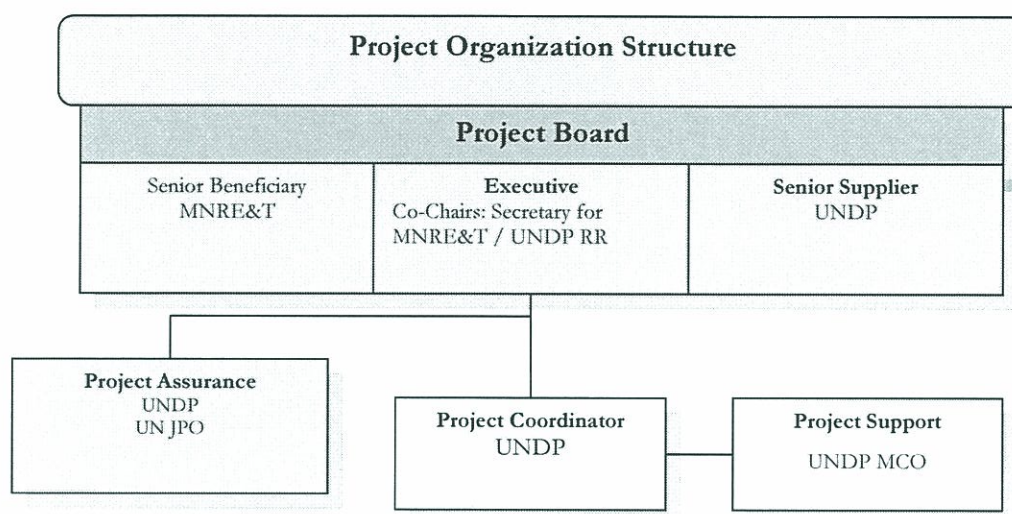 Project Organization Structure
Project Board
Senior Beneficiary
MNRE&T
Executive
Co-Chairs: Secretary for
MNRE&T / UNDP RR
Senior Supplier
UNDP
Project Assurance
UNDP
UN JPO
Project Coordinator
UNDP
Project Support
UNDP MCO